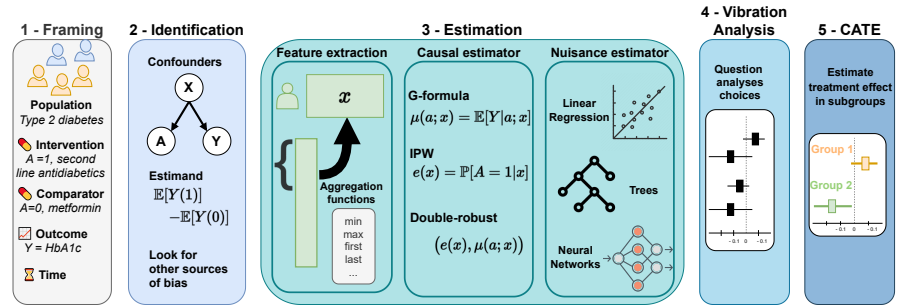 1 - Framing
Population
Type 2 diabetes
Intervention
A =1, second
line antidiabetics
Comparator
A=0, metformin
Outcome
Y = HbA1c
Time
2 - Identification
Confounders
X
A
Y
Estimand
𝔼[Y(1)]
−𝔼[Y(0)]
Look for
other sources
of bias
3 - Estimation
Feature extraction
x
{
Aggregation
functions
min
max
first
last
...
Causal estimator
G-formula
μ(a; x) = 𝔼[Y|a; x]
IPW
e(x) = ℙ[A = 1|x]
Double-robust
(e(x), μ(a; x))
Nuisance estimator
Linear
Regression
Trees
Neural
Networks
4 - Vibration
Analysis
Question
analyses
choices
-0.1 0 0.1
5 - CATE
Estimate
treatment effect
in subgroups
Group 1
Group 2
-0.1 0 0.1